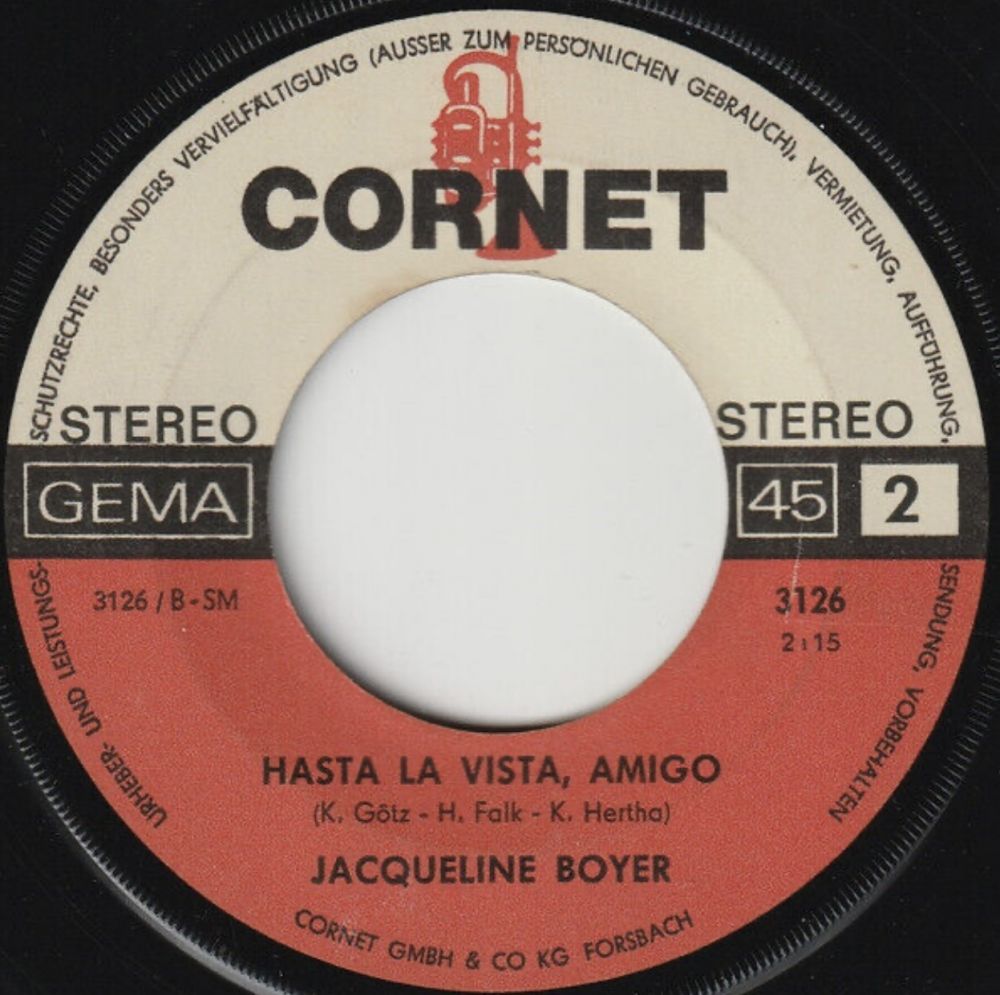 URHEBER- UND LEISTUNGS-SCHUTZRECHTE, BESONDERS VERVIELFÄLTIGUNG (AUSSER ZUM PERSÖNLICHEN GEBRAUCH), VERMIETUNG, AUFFÜHRUNG, SENDUNG, VORBEHALTEN
CORNET
STEREO STEREO
GEMA 45 2
3126 / B-SM 3126
2:15
HASTA LA VISTA, AMIGO
(K. Götz - H. Falk - K. Hertha)
JACQUELINE BOYER
CORNET GMBH & CO KG FORSBACH